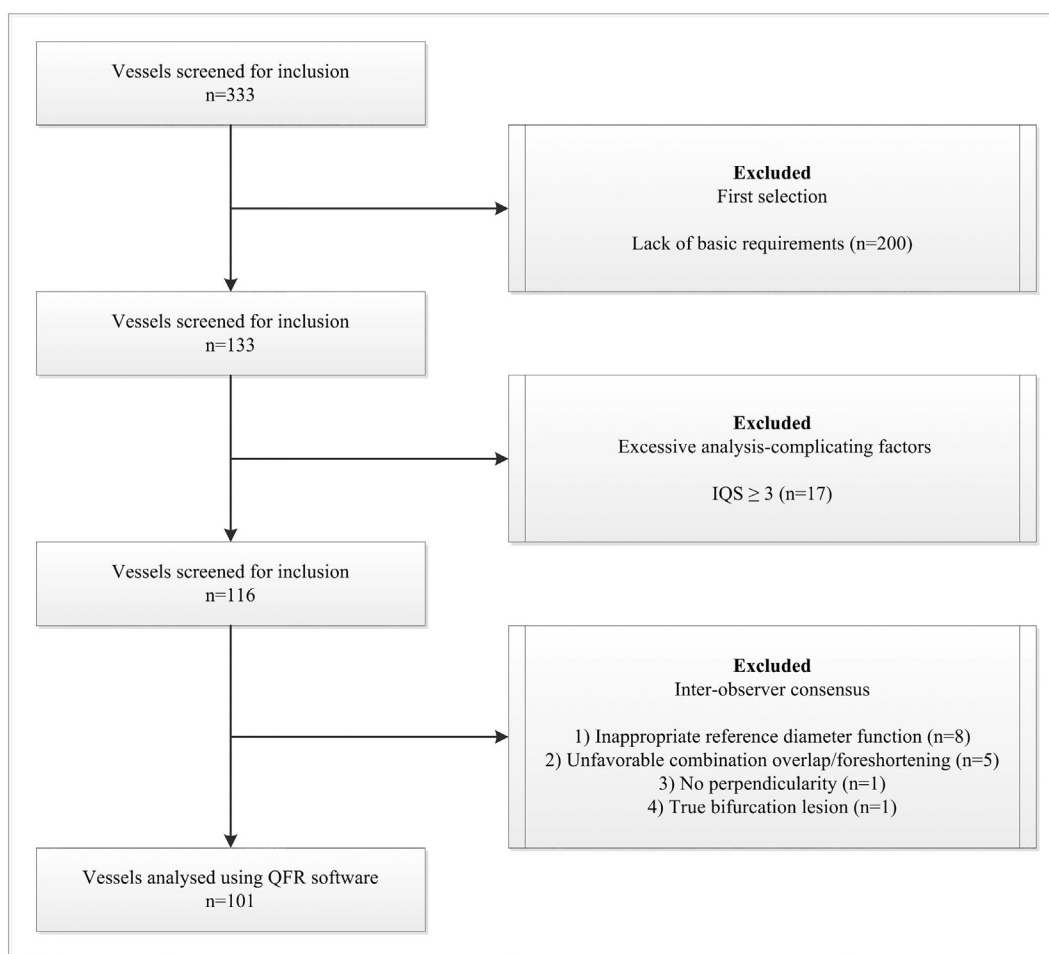 Vessels screened for inclusion
n=333
Excluded
First selection
Lack of basic requirements (n=200)
Vessels screened for inclusion
n=133
Excluded
Excessive analysis-complicating factors
IQS ≥ 3 (n=17)
Vessels screened for inclusion
n=116
Excluded
Inter-observer consensus
1) Inappropriate reference diameter function (n=8)
2) Unfavorable combination overlap/foreshortening (n=5)
3) No perpendicularity (n=1)
4) True bifurcation lesion (n=1)
Vessels analysed using QFR software
n=101